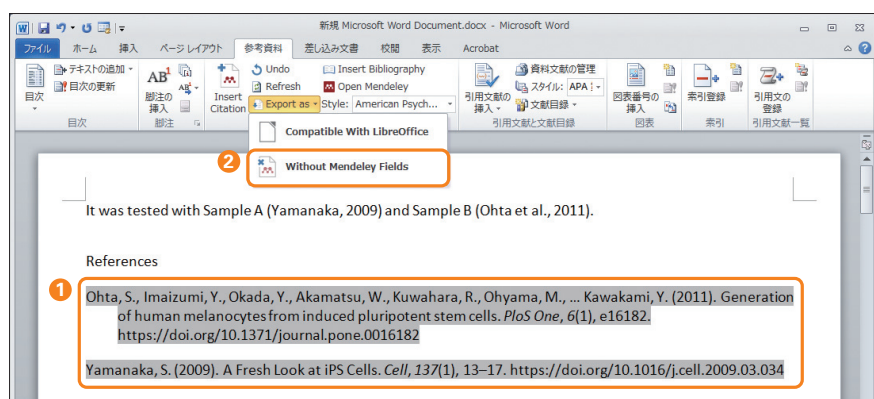 新規 Microsoft Word Document.docx - Microsoft Word
ファイル ホーム 挿入 ページ レイアウト 参考資料 差し込み文書 校閲 表示 Acrobat
目次
テキストの追加
目次の更新
目次
AB1
脚注の
挿入
脚注
Insert
Citation
Undo Insert Bibliography
Refresh Open Mendeley
Export as Style: American Psych...
引用文献の
挿入
資料文献の管理
スタイル: APA
文献目録
引用文献と文献目録
図表番号の
挿入
図表
索引登録
索引
引用文の
登録
引用文献一覧
Compatible With LibreOffice
2 Without Mendeley Fields
It was tested with Sample A (Yamanaka, 2009) and Sample B (Ohta et al., 2011).
References
1
Ohta, S., Imaizumi, Y., Okada, Y., Akamatsu, W., Kuwahara, R., Ohyama, M., ... Kawakami, Y. (2011). Generation
of human melanocytes from induced pluripotent stem cells. PloS One, 6(1), e16182.
https://doi.org/10.1371/journal.pone.0016182
Yamanaka, S. (2009). A Fresh Look at iPS Cells. Cell, 137(1), 13–17. https://doi.org/10.1016/j.cell.2009.03.034